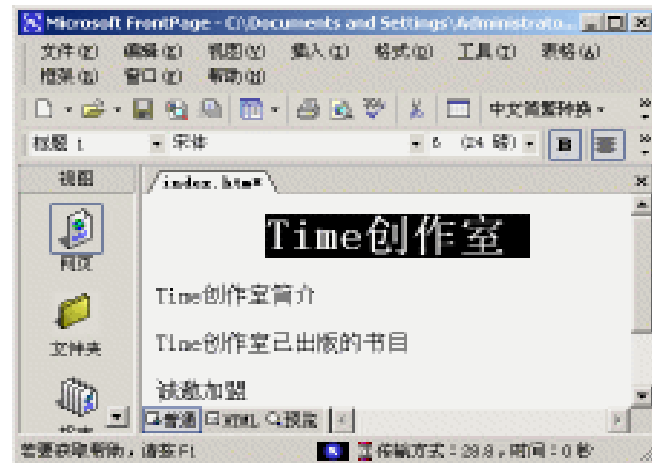 Microsoft FrontPage - C:\Documents and Settings\Administrato...
文件(F) 编辑(E) 视图(V) 插入(I) 格式(O) 工具(T) 表格(A)
框架(R) 窗口(W) 帮助(H)
中文简繁转换
标题 1 宋体 6 (24 磅) B
视图
index.htm*
网页
Time创作室
Time创作室简介
文件夹
Time创作室已出版的书目
诚邀加盟
普通 HTML 预览
若要获取帮助，请按 F1 传输方式：28.8，时间：0 秒